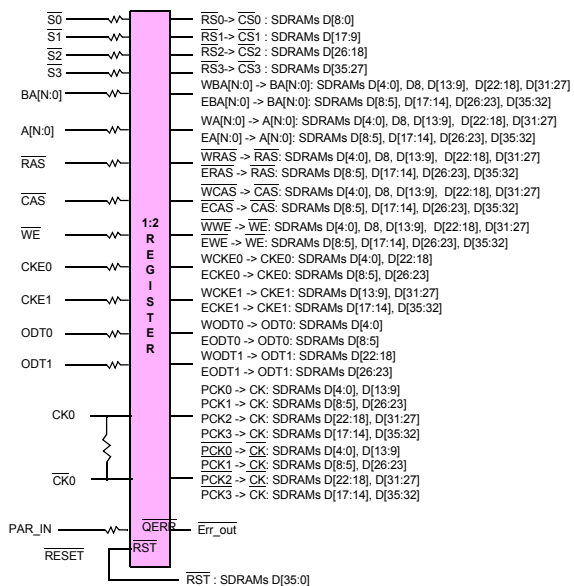 S0
RS0-> CS0 : SDRAMs D[8:0]
S1
RS1-> CS1 : SDRAMs D[17:9]
S2
RS2-> CS2 : SDRAMs D[26:18]
S3
RS3-> CS3 : SDRAMs D[35:27]
BA[N:0]
WBA[N:0] -> BA[N:0]: SDRAMs D[4:0], D8, D[13:9], D[22:18], D[31:27]
EBA[N:0] -> BA[N:0]: SDRAMs D[8:5], D[17:14], D[26:23], D[35:32]
A[N:0]
WA[N:0] -> A[N:0]: SDRAMs D[4:0], D8, D[13:9], D[22:18], D[31:27]
EA[N:0] -> A[N:0]: SDRAMs D[8:5], D[17:14], D[26:23], D[35:32]
RAS
WRAS -> RAS: SDRAMs D[4:0], D8, D[13:9], D[22:18], D[31:27]
ERAS -> RAS: SDRAMs D[8:5], D[17:14], D[26:23], D[35:32]
CAS
WCAS -> CAS: SDRAMs D[4:0], D8, D[13:9], D[22:18], D[31:27]
ECAS -> CAS: SDRAMs D[8:5], D[17:14], D[26:23], D[35:32]
WE
WWE -> WE: SDRAMs D[4:0], D8, D[13:9], D[22:18], D[31:27]
EWE -> WE: SDRAMs D[8:5], D[17:14], D[26:23], D[35:32]
1:2
REGISTER
CKE0
WCKE0 -> CKE0: SDRAMs D[4:0], D[22:18]
ECKE0 -> CKE0: SDRAMs D[8:5], D[26:23]
CKE1
WCKE1 -> CKE1: SDRAMs D[13:9], D[31:27]
ECKE1 -> CKE1: SDRAMs D[17:14], D[35:32]
ODT0
WODT0 -> ODT0: SDRAMs D[4:0]
EODT0 -> ODT0: SDRAMs D[8:5]
ODT1
WODT1 -> ODT1: SDRAMs D[22:18]
EODT1 -> ODT1: SDRAMs D[26:23]
CK0
PCK0 -> CK: SDRAMs D[4:0], D[13:9]
PCK1 -> CK: SDRAMs D[8:5], D[26:23]
PCK2 -> CK: SDRAMs D[22:18], D[31:27]
PCK3 -> CK: SDRAMs D[17:14], D[35:32]
CK0
PCK0 -> CK: SDRAMs D[4:0], D[13:9]
PCK1 -> CK: SDRAMs D[8:5], D[26:23]
PCK2 -> CK: SDRAMs D[22:18], D[31:27]
PCK3 -> CK: SDRAMs D[17:14], D[35:32]
PAR_IN
QERR
Err_out
RESET
RST
RST : SDRAMs D[35:0]